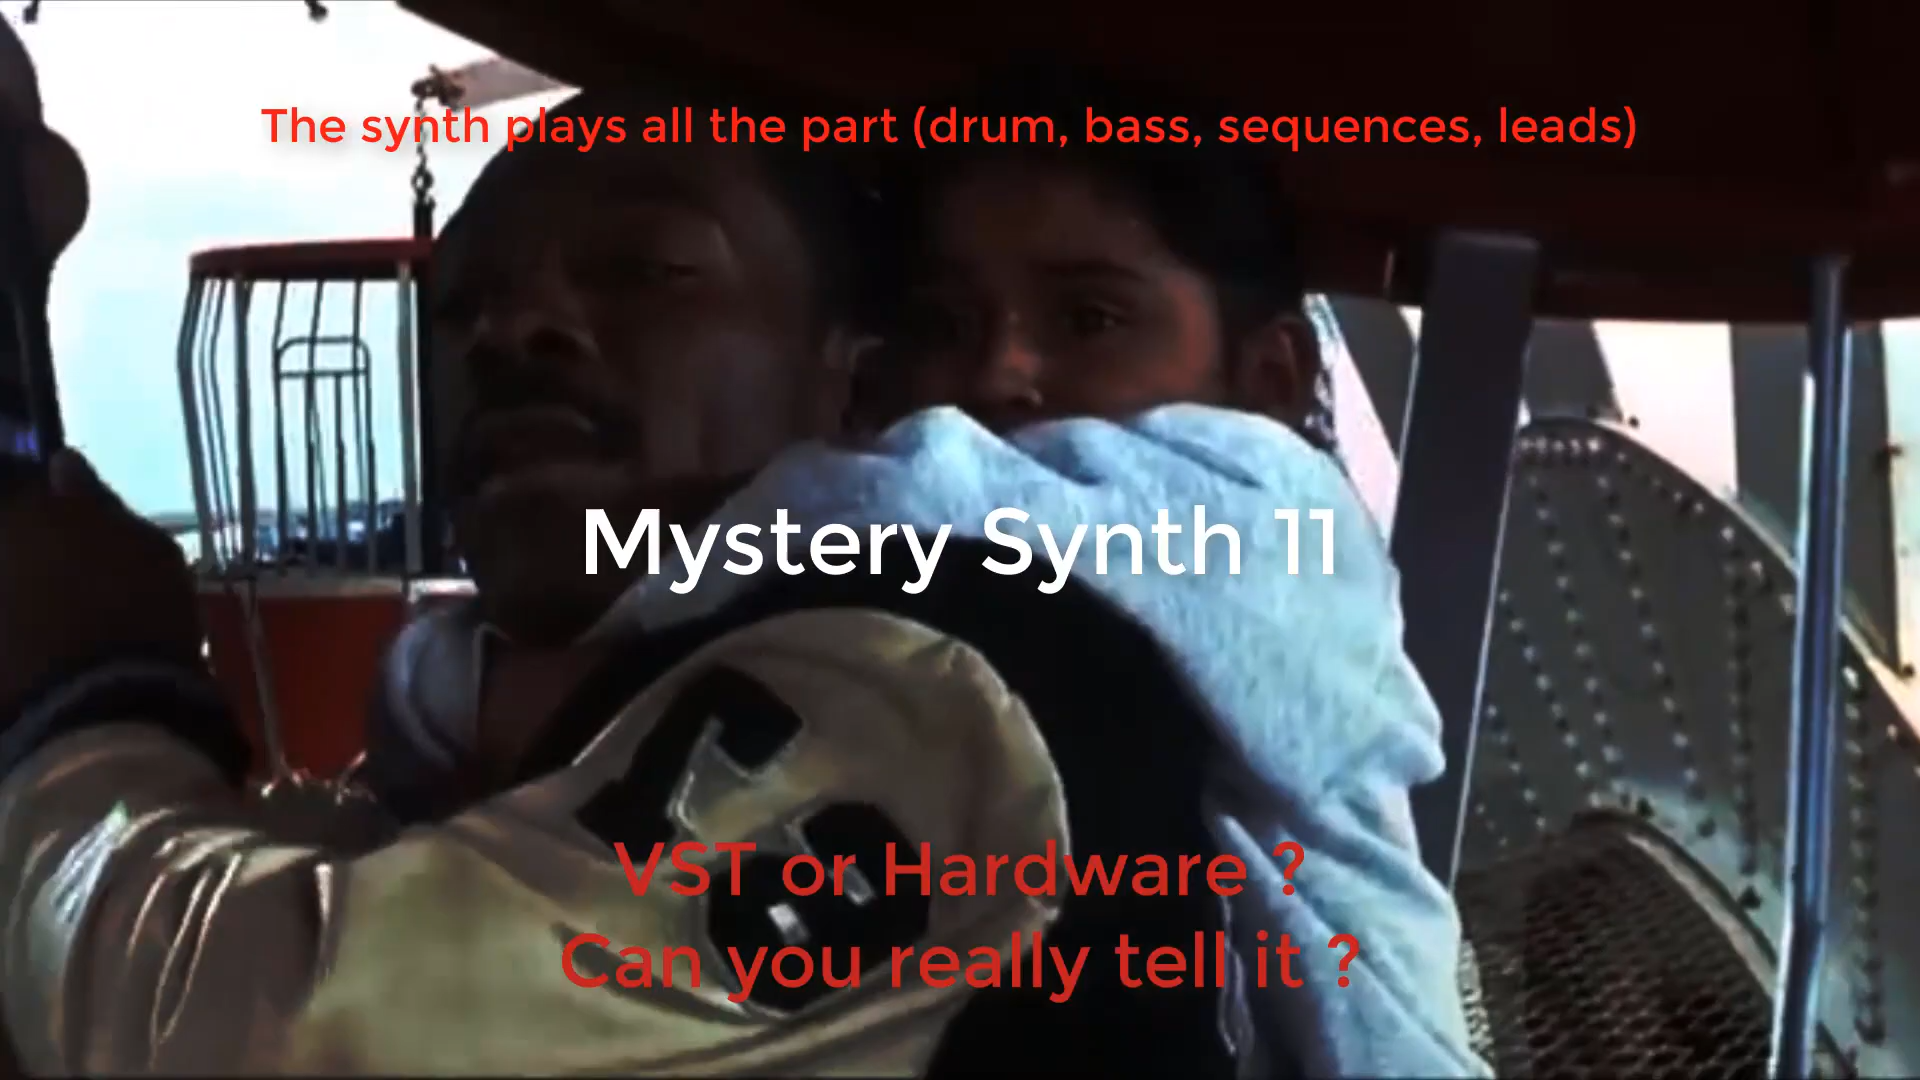 The synth plays all the part (drum, bass, sequences, leads)
Mystery Synth 11
VST or Hardware ?
Can you really tell it ?